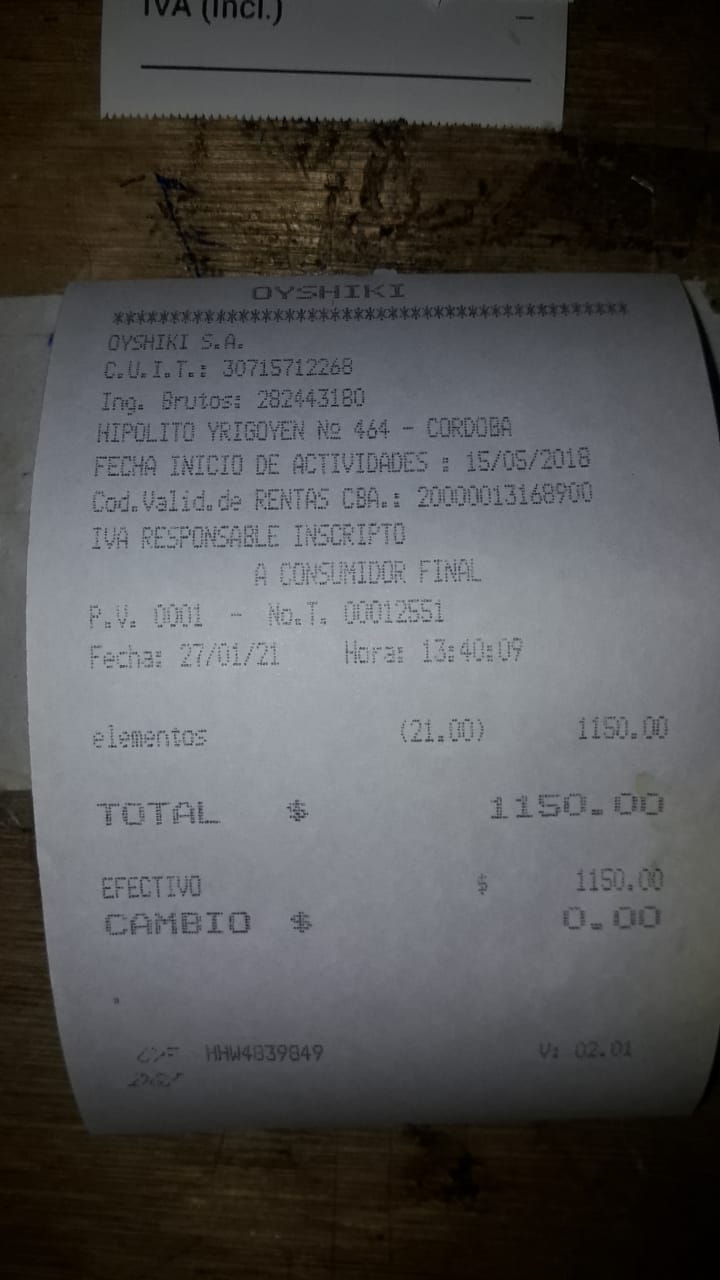 IVA (Incl.)
OYSHIKI
********************************************
OYSHIKI S.A.
C.U.I.T.: 30715712268
Ing. Brutos: 282443180
HIPOLITO YRIGOYEN Nº 464 - CORDOBA
FECHA INICIO DE ACTIVIDADES : 15/05/2018
Cod.Valid.de RENTAS CBA.: 20000013168900
IVA RESPONSABLE INSCRIPTO
A CONSUMIDOR FINAL
P.V. 0001 - No.T. 00012551
Fecha: 27/01/21 Hora: 13:40:09
elementos (21.00) 1150.00
TOTAL $ 1150.00
EFECTIVO $ 1150.00
CAMBIO $ 0.00
HHW4839849 V: 02.01